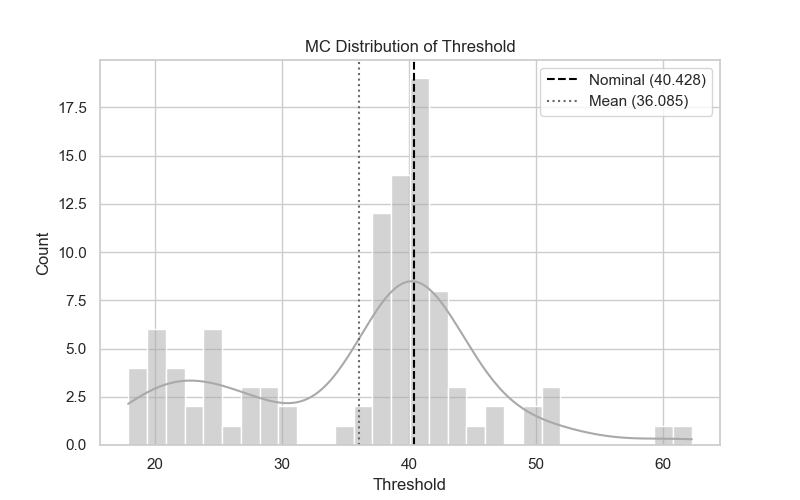 MC Distribution of Threshold
Nominal (40.428)
Mean (36.085)
17.5
15.0
12.5
10.0
7.5
5.0
2.5
0.0
Count
20 30 40 50 60
Threshold